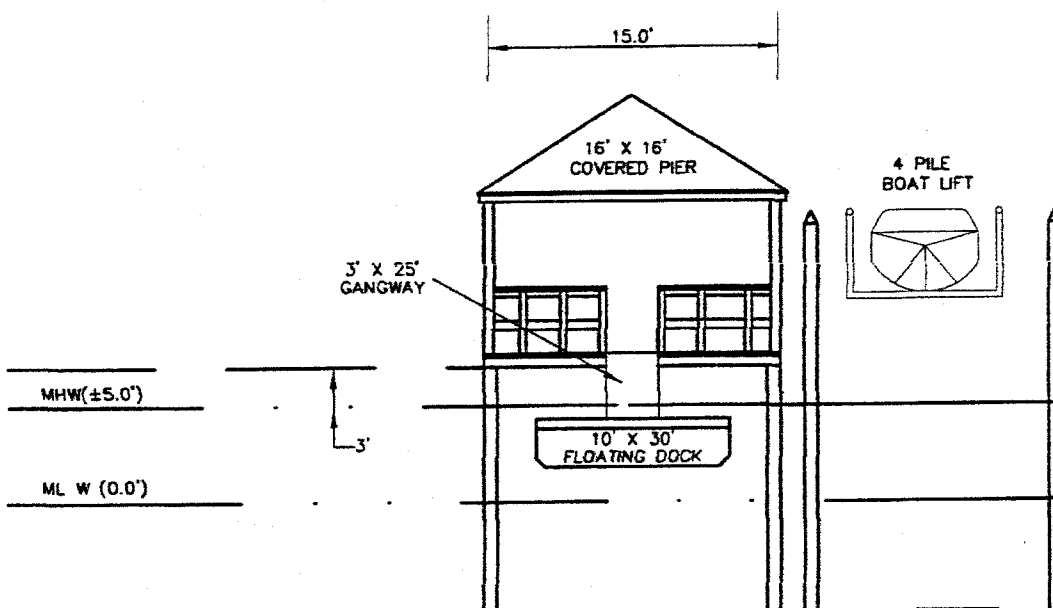 15.0'
16' X 16'
COVERED PIER
4 PILE
BOAT LIFT
3' X 25'
GANGWAY
MHW(±5.0')
3'
10' X 30'
FLOATING DOCK
ML W (0.0')